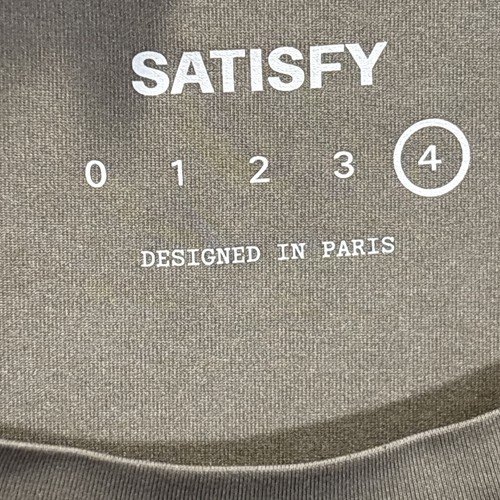 SATISFY
0 1 2 3 4
DESIGNED IN PARIS